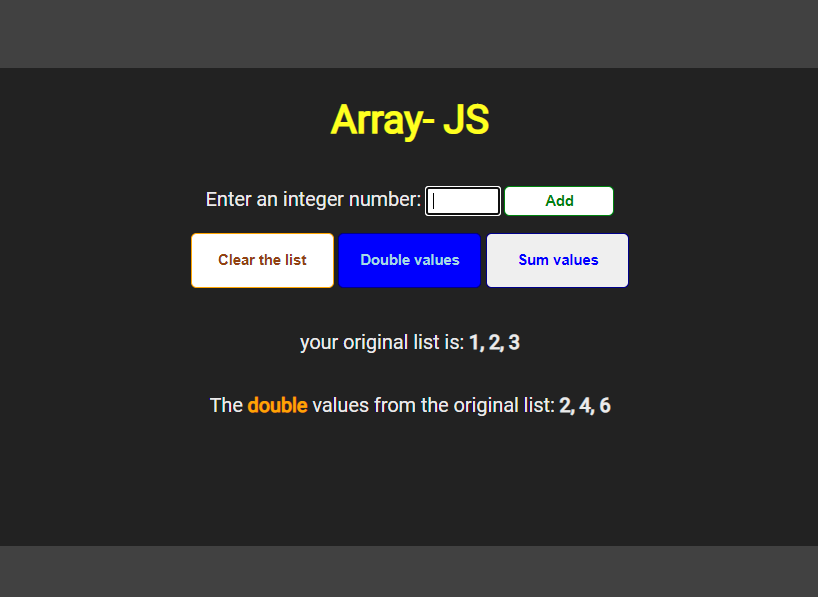 Array- JS
Enter an integer number: Add
Clear the list Double values Sum values
your original list is: 1, 2, 3
The double values from the original list: 2, 4, 6